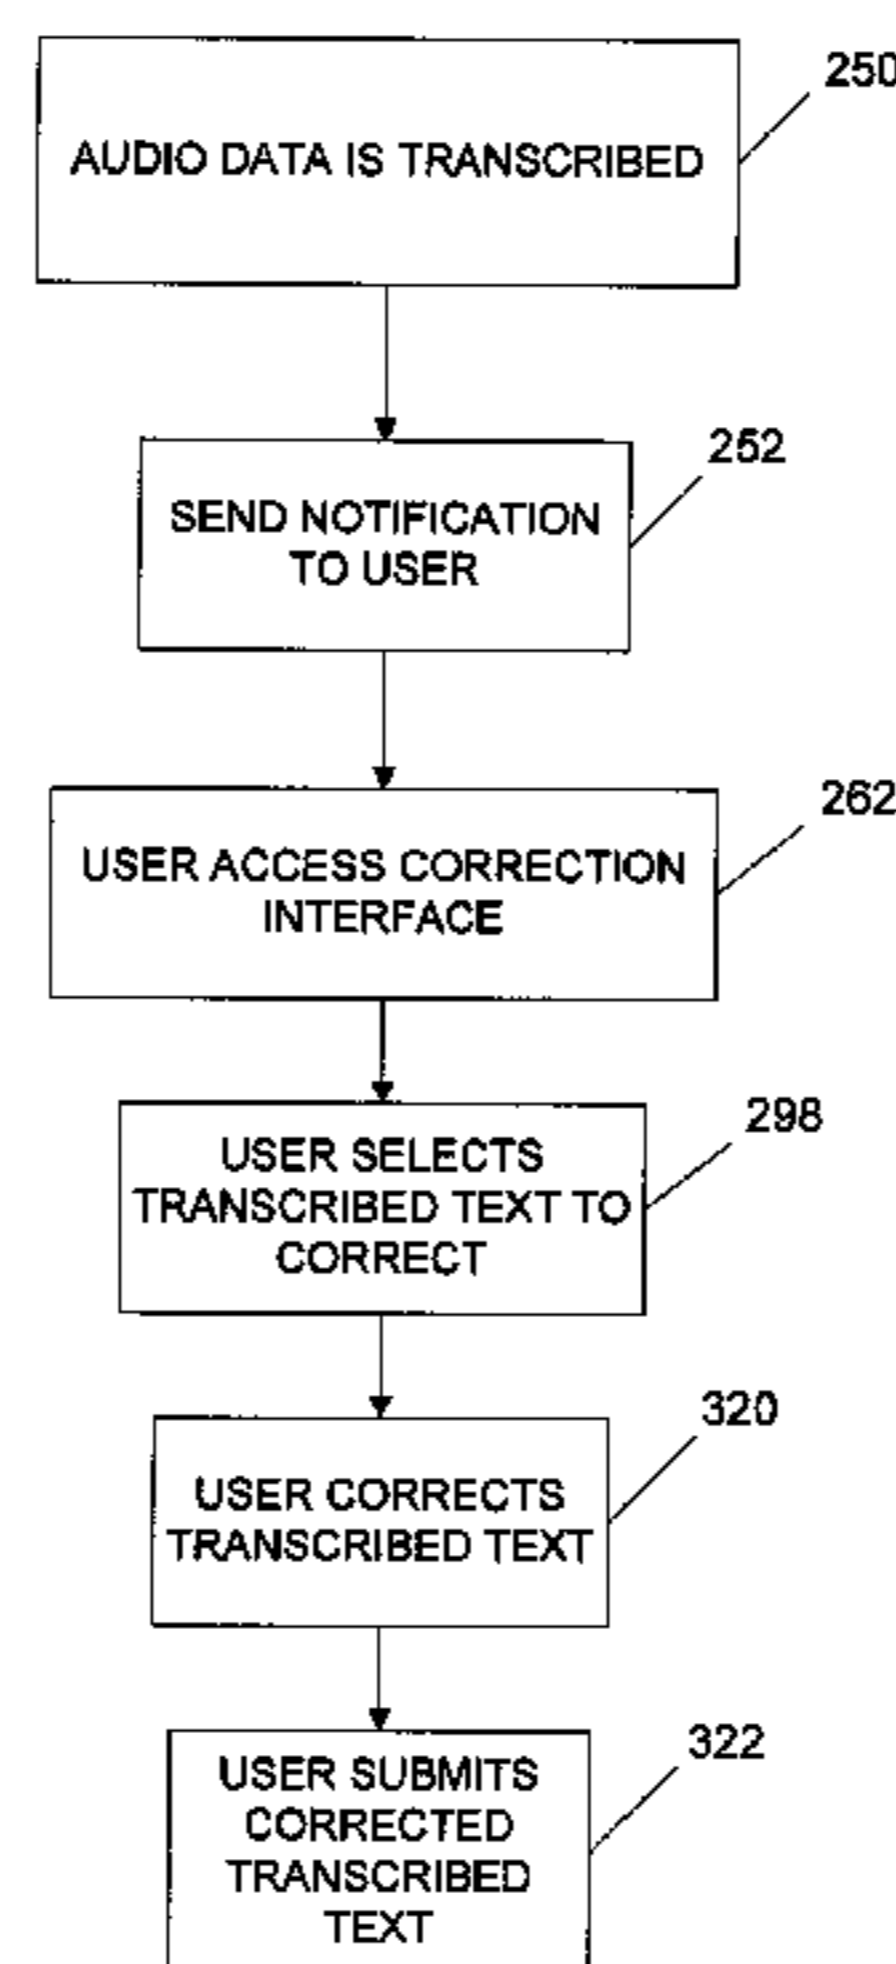 250
AUDIO DATA IS TRANSCRIBED
252
SEND NOTIFICATION
TO USER
262
USER ACCESS CORRECTION
INTERFACE
298
USER SELECTS
TRANSCRIBED TEXT TO
CORRECT
320
USER CORRECTS
TRANSCRIBED TEXT
322
USER SUBMITS
CORRECTED
TRANSCRIBED
TEXT